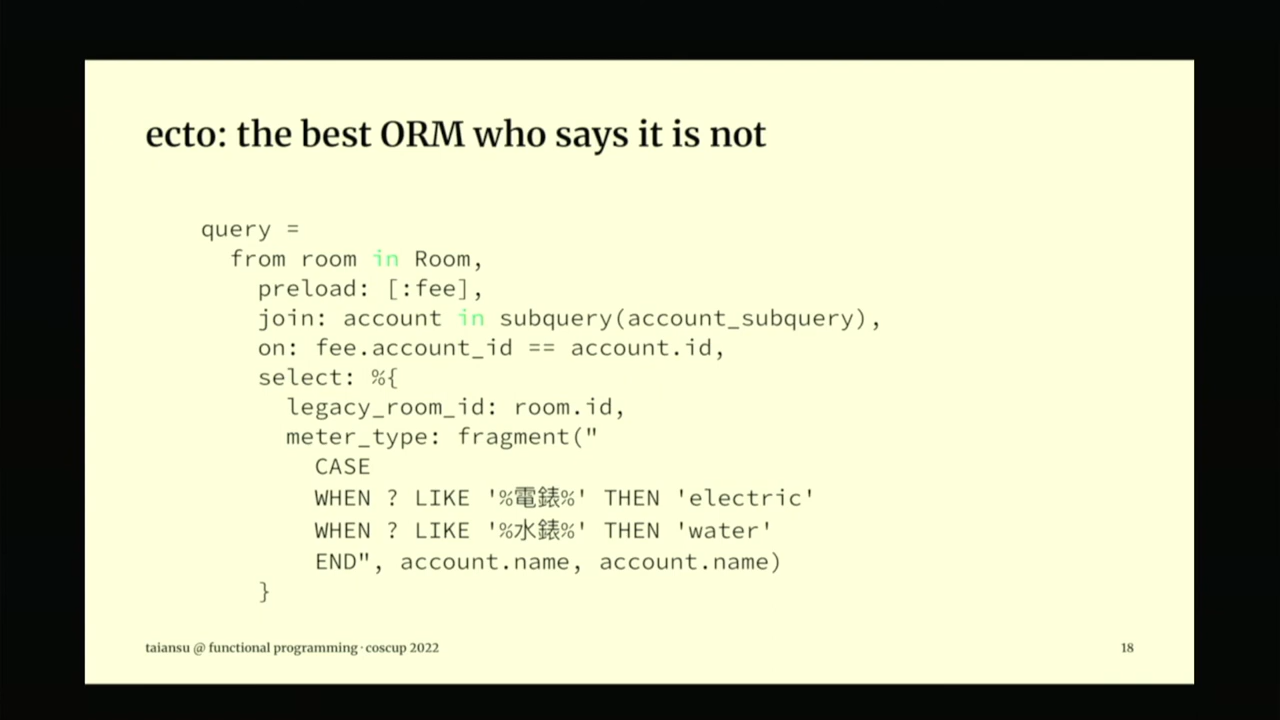 ecto: the best ORM who says it is not
query =
from room in Room,
preload: [:fee],
join: account in subquery(account_subquery),
on: fee.account_id == account.id,
select: %{
legacy_room_id: room.id,
meter_type: fragment("
CASE
WHEN ? LIKE '%電錶%' THEN 'electric'
WHEN ? LIKE '%水錶%' THEN 'water'
END", account.name, account.name)
}
taiansu @ functional programming · coscup 2022
18